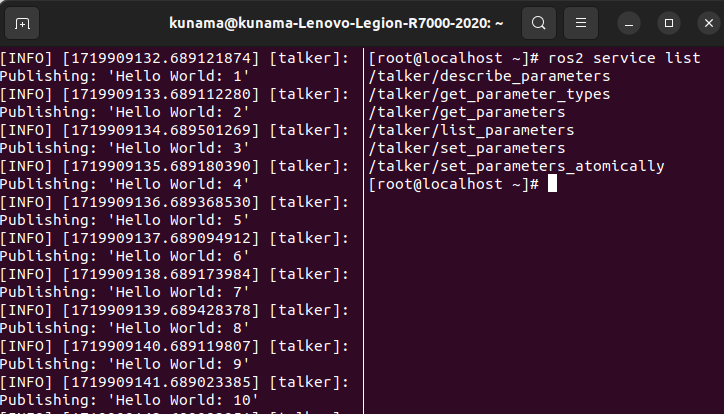 kunama@kunama-Lenovo-Legion-R7000-2020: ~
[INFO] [1719909132.689121874] [talker]:
Publishing: 'Hello World: 1'
[INFO] [1719909133.689112280] [talker]:
Publishing: 'Hello World: 2'
[INFO] [1719909134.689501269] [talker]:
Publishing: 'Hello World: 3'
[INFO] [1719909135.689180390] [talker]:
Publishing: 'Hello World: 4'
[INFO] [1719909136.689368530] [talker]:
Publishing: 'Hello World: 5'
[INFO] [1719909137.689094912] [talker]:
Publishing: 'Hello World: 6'
[INFO] [1719909138.689173984] [talker]:
Publishing: 'Hello World: 7'
[INFO] [1719909139.689428378] [talker]:
Publishing: 'Hello World: 8'
[INFO] [1719909140.689119807] [talker]:
Publishing: 'Hello World: 9'
[INFO] [1719909141.689023385] [talker]:
Publishing: 'Hello World: 10'
[root@localhost ~]# ros2 service list
/talker/describe_parameters
/talker/get_parameter_types
/talker/get_parameters
/talker/list_parameters
/talker/set_parameters
/talker/set_parameters_atomically
[root@localhost ~]#